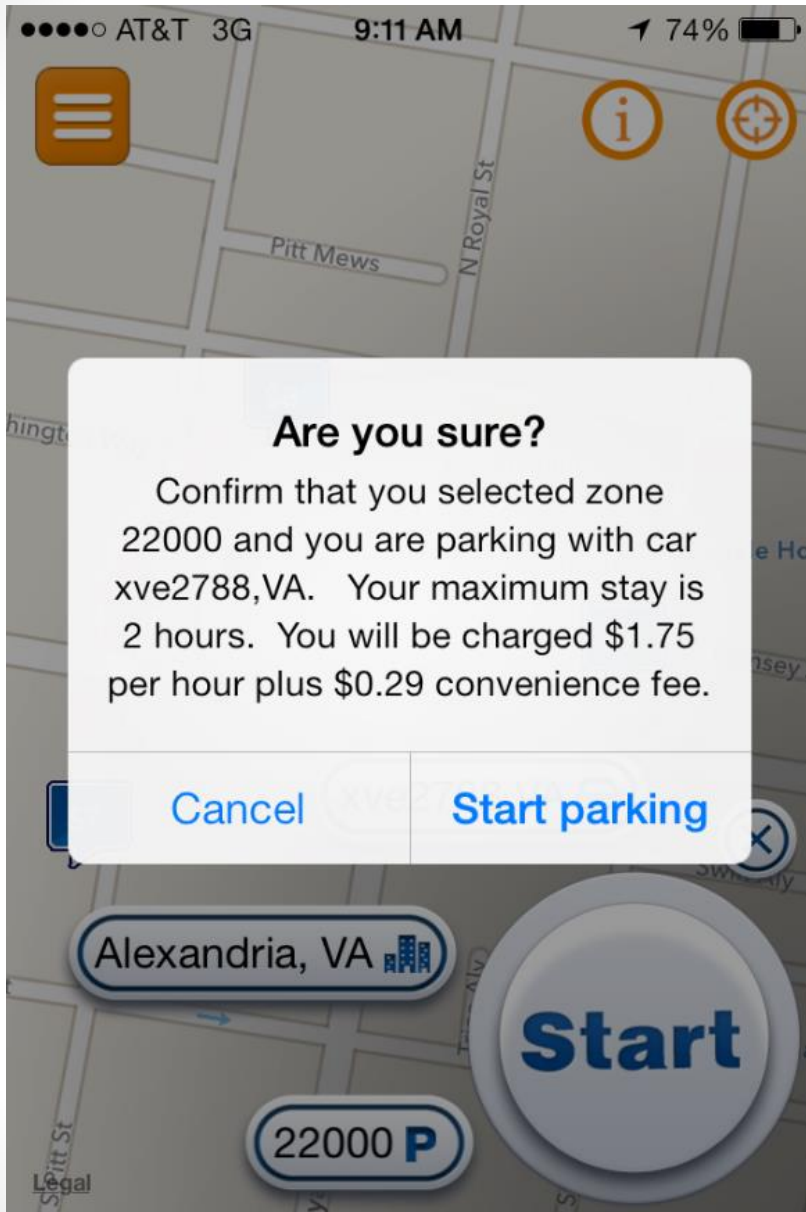 AT&T 3G 9:11 AM 74%
N Royal St
Pitt Mews
Are you sure?
Confirm that you selected zone
22000 and you are parking with car
xve2788,VA. Your maximum stay is
2 hours. You will be charged $1.75
per hour plus $0.29 convenience fee.
Cancel
Start parking
Alexandria, VA
Start
22000 P
S Pitt St
Legal